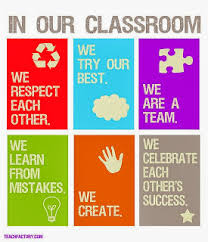 IN OUR CLASSROOM
WE
RESPECT
EACH
OTHER.
WE
TRY OUR
BEST.
WE
ARE A
TEAM.
WE
LEARN
FROM
MISTAKES.
WE
CREATE.
WE
CELEBRATE
EACH
OTHER'S
SUCCESS.
TEACHFACTORY.COM